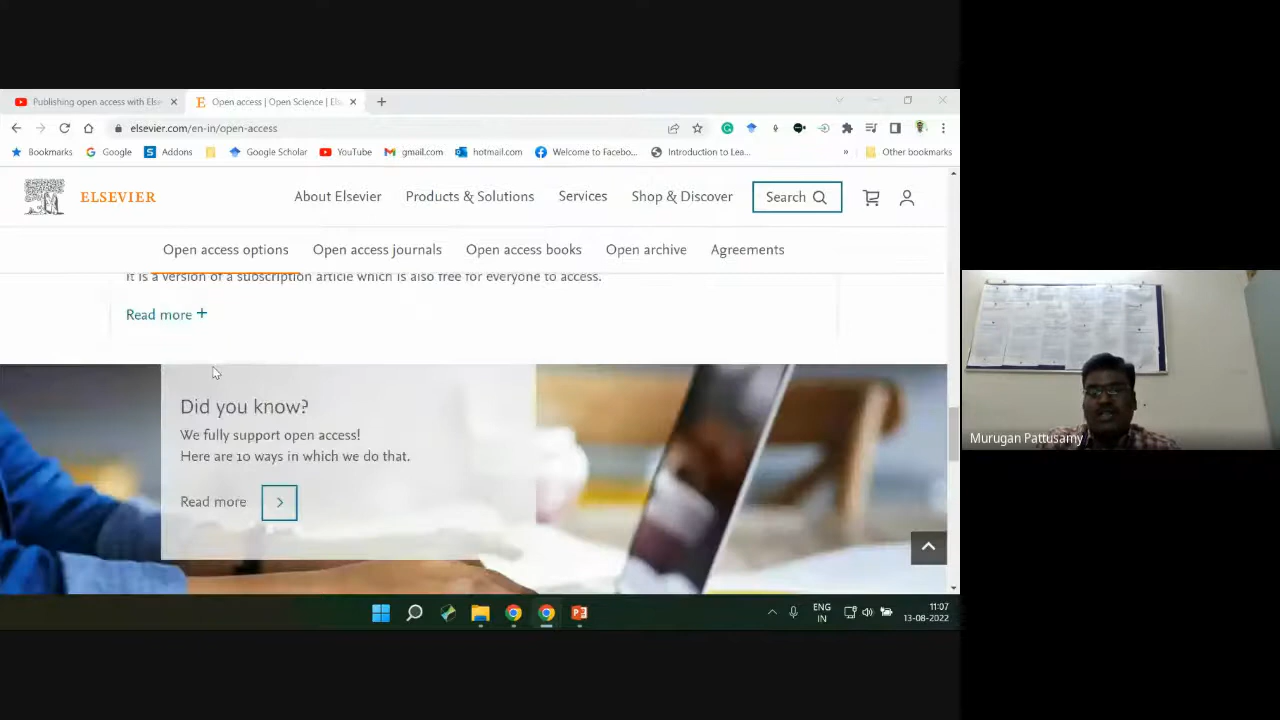 Publishing open access with Else
Open access | Open Science | Els
elsevier.com/en-in/open-access
Bookmarks Google Addons Google Scholar YouTube gmail.com hotmail.com Welcome to Facebo... Introduction to Lea... » Other bookmarks
ELSEVIER About Elsevier Products & Solutions Services Shop & Discover Search
Open access options Open access journals Open access books Open archive Agreements
It is a version of a subscription article which is also free for everyone to access.
Read more +
Did you know?
We fully support open access!
Here are 10 ways in which we do that.
Read more
Murugan Pattusamy
ENG 11:07
IN 13-08-2022